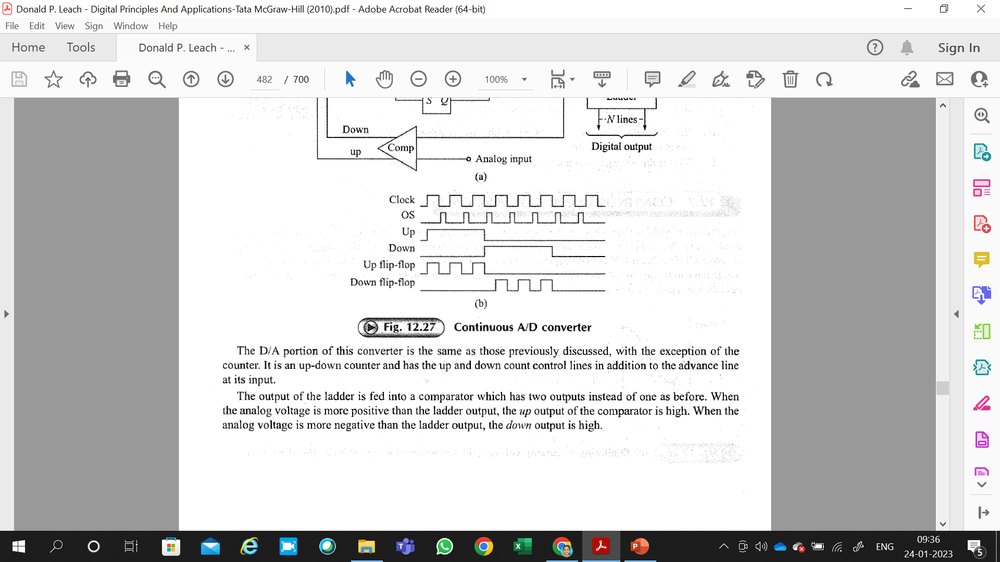 Donald P. Leach - Digital Principles And Applications-Tata McGraw-Hill (2010).pdf - Adobe Acrobat Reader (64-bit)
File Edit View Sign Window Help
Home Tools Donald P. Leach - ... × Sign In
482 / 700 100%
S Q
Ladder
N lines
Down
Comp
up
Digital output
Analog input
(a)
Clock
OS
Up
Down
Up flip-flop
Down flip-flop
(b)
Fig. 12.27 Continuous A/D converter
The D/A portion of this converter is the same as those previously discussed, with the exception of the
counter. It is an up-down counter and has the up and down count control lines in addition to the advance line
at its input.
The output of the ladder is fed into a comparator which has two outputs instead of one as before. When
the analog voltage is more positive than the ladder output, the up output of the comparator is high. When the
analog voltage is more negative than the ladder output, the down output is high.
ENG
09:36
24-01-2023
5